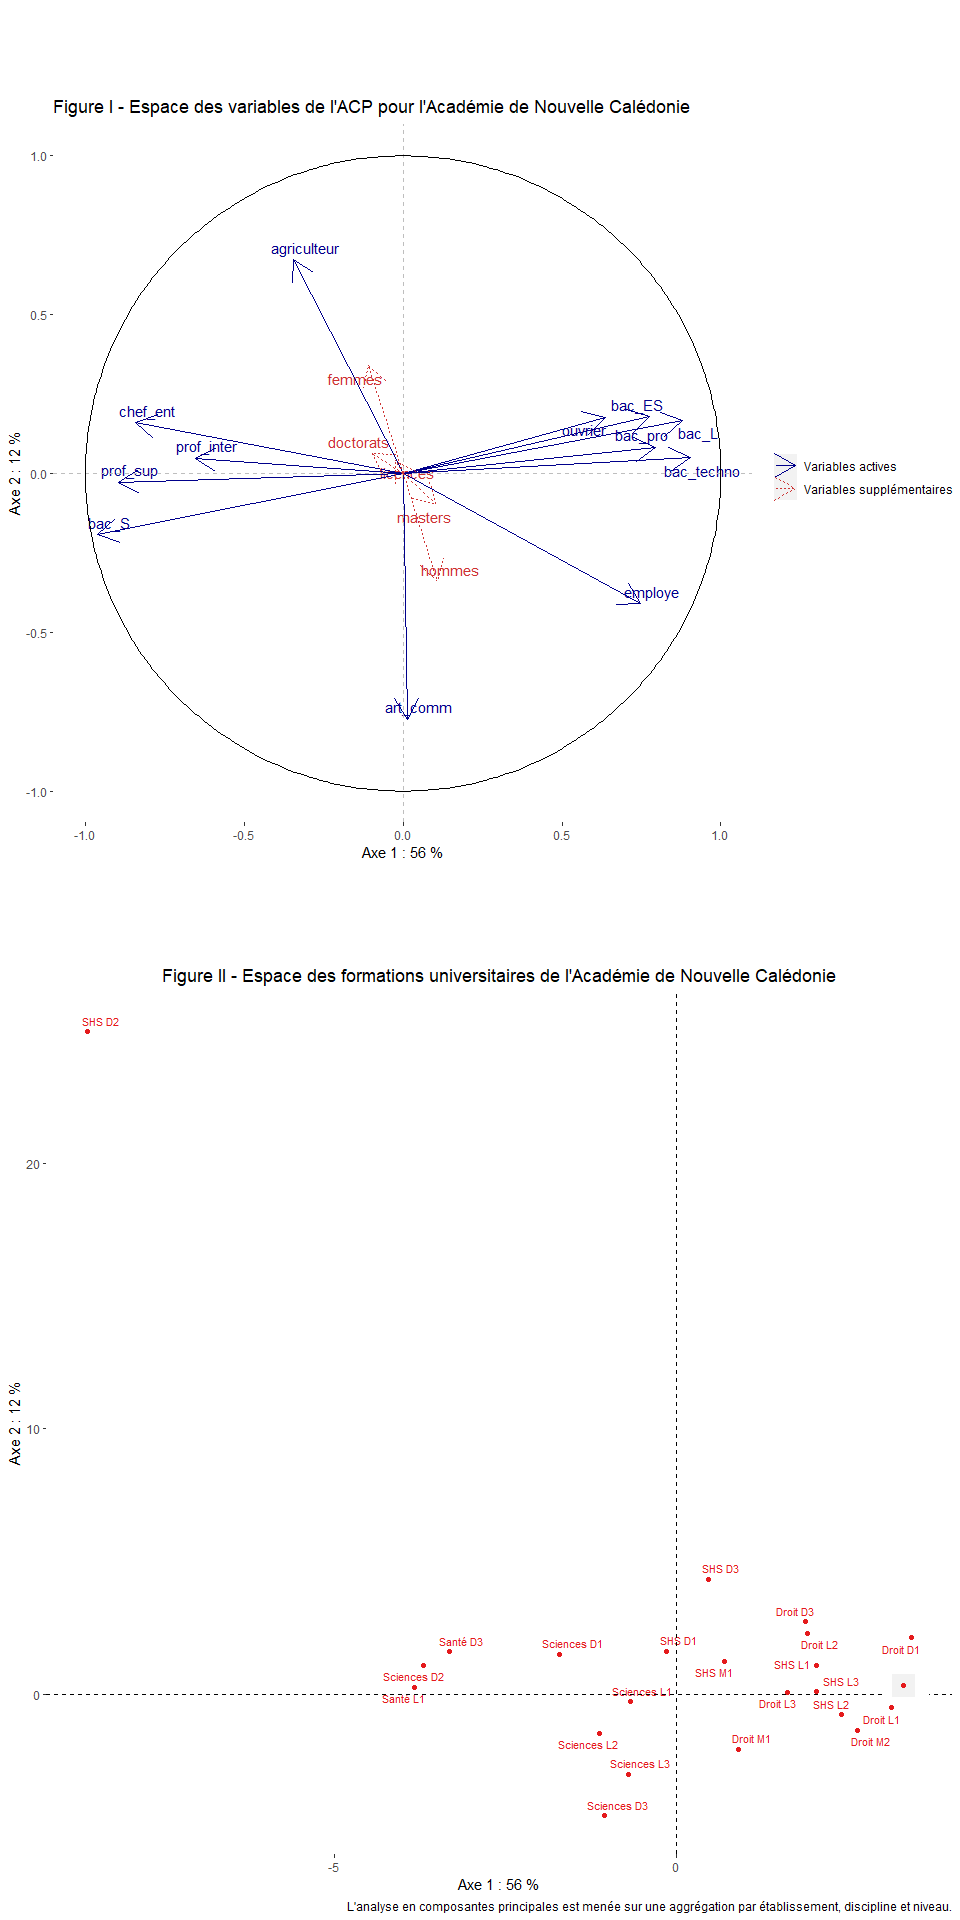 Figure I - Espace des variables de l'ACP pour l'Académie de Nouvelle Calédonie
1.0
agriculteur
0.5
femmes
chef_ent
bac_ES
ouvrier
bac_pro
bac_L
doctorats
prof_inter
prof_sup
0.0
licences
bac_techno
Variables actives
Variables supplémentaires
masters
bac_S
hommes
employe
-0.5
art_comm
-1.0
-1.0
-0.5
0.0
0.5
1.0
Axe 1 : 56 %
Axe 2 : 12 %
Figure II - Espace des formations universitaires de l'Académie de Nouvelle Calédonie
SHS D2
20
10
SHS D3
Droit D3
Santé D3
Sciences D1
SHS D1
Droit L2
Droit D1
SHS L1
SHS M1
Sciences D2
SHS L3
Sciences L1
0
Santé L1
Droit L3
SHS L2
Droit L1
Droit M1
Droit M2
Sciences L2
Sciences L3
Sciences D3
-5
0
Axe 1 : 56 %
Axe 2 : 12 %
L'analyse en composantes principales est menée sur une aggrégation par établissement, discipline et niveau.